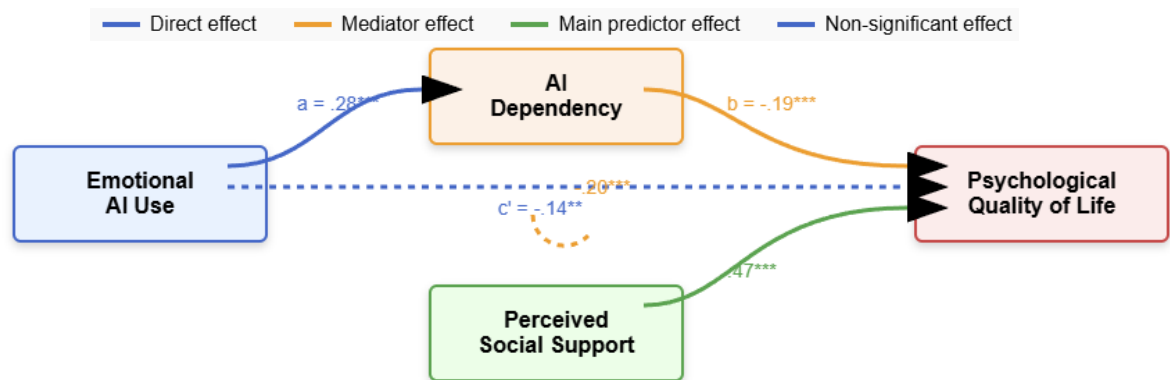 Direct effect
Mediator effect
Main predictor effect
Non-significant effect
AI
Dependency
a = .28***
b = -.19***
Emotional
AI Use
.20***
c' = -.14**
Psychological
Quality of Life
.47***
Perceived
Social Support